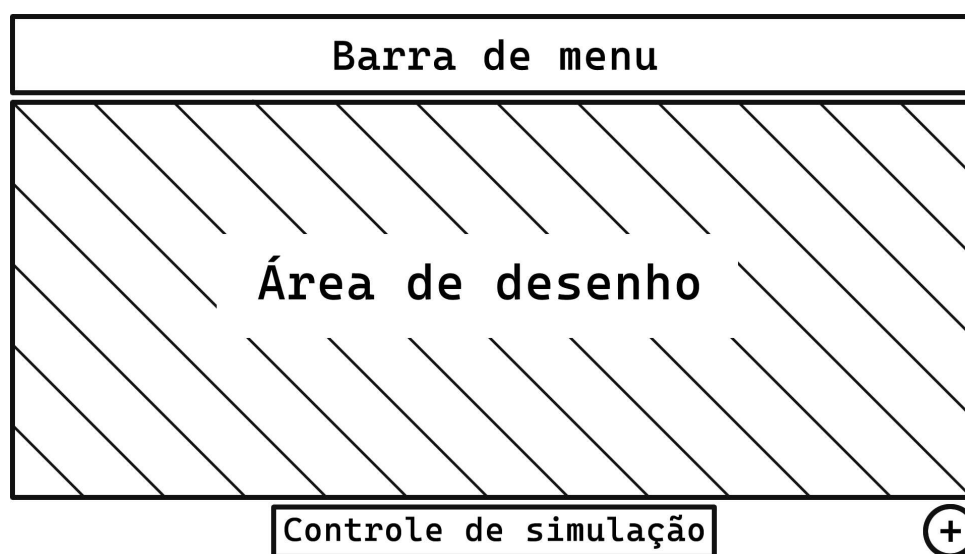 Barra de menu
Área de desenho
Controle de simulação
+